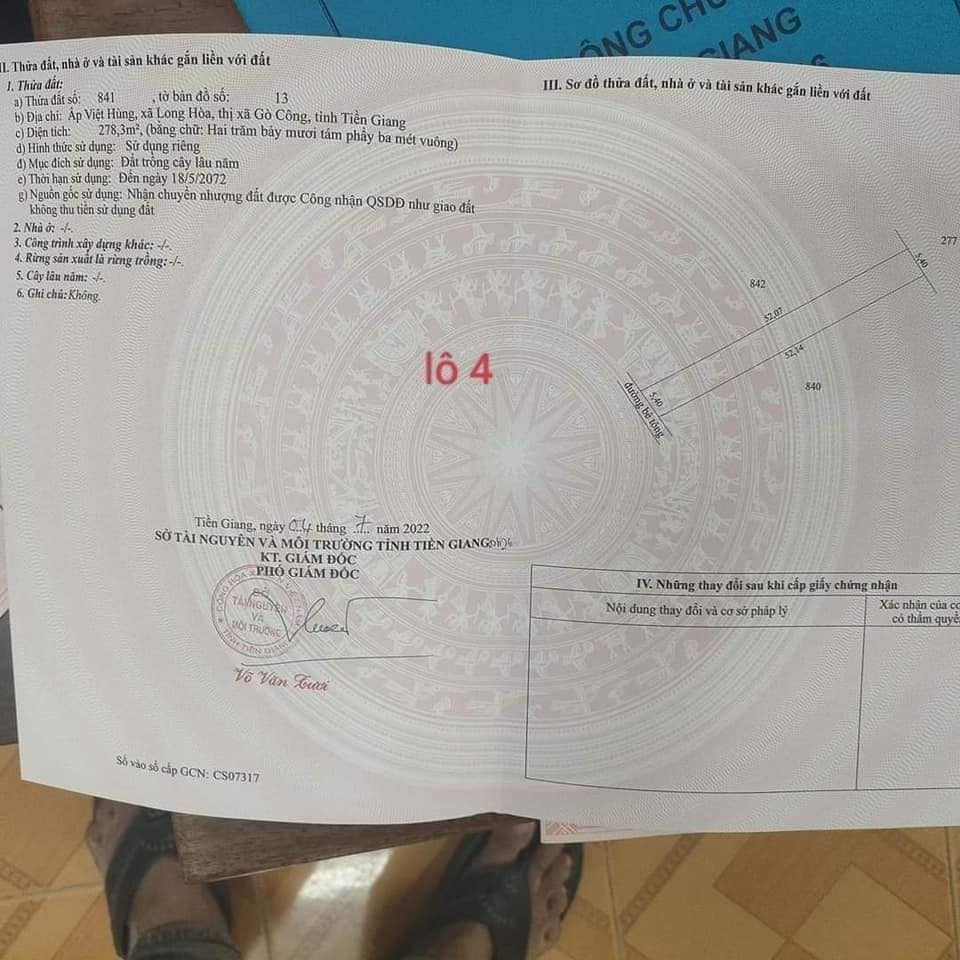 ÔNG CH
GIANG
II. Thửa đất, nhà ở và tài sản khác gắn liền với đất
1. Thửa đất:
a) Thửa đất số: 841 , tờ bản đồ số: 13
b) Địa chỉ: Ấp Việt Hùng, xã Long Hòa, thị xã Gò Công, tỉnh Tiền Giang
c) Diện tích: 278,3m², (bằng chữ: Hai trăm bảy mươi tám phẩy ba mét vuông)
d) Hình thức sử dụng: Sử dụng riêng
đ) Mục đích sử dụng: Đất trồng cây lâu năm
e) Thời hạn sử dụng: Đến ngày 18/5/2072
g) Nguồn gốc sử dụng: Nhận chuyển nhượng đất được Công nhận QSDĐ như giao đất
không thu tiền sử dụng đất
2. Nhà ở: -/-.
3. Công trình xây dựng khác: -/-.
4. Rừng sản xuất là rừng trồng: -/-.
5. Cây lâu năm: -/-.
6. Ghi chú: Không.
lô 4
Tiền Giang, ngày 04 tháng 7 năm 2022
SỞ TÀI NGUYÊN VÀ MÔI TRƯỜNG TỈNH TIỀN GIANG
KT. GIÁM ĐỐC
PHÓ GIÁM ĐỐC
SỞ
TÀI NGUYÊN
VÀ
MÔI TRƯỜNG
TỈNH TIỀN GIANG
Võ Văn Tươi
Số vào sổ cấp GCN: CS07317
III. Sơ đồ thửa đất, nhà ở và tài sản khác gắn liền với đất
277
5,40
842
52,07
52,14
840
5,40
đường bê tông
IV. Những thay đổi sau khi cấp giấy chứng nhận
Nội dung thay đổi và cơ sở pháp lý
Xác nhận của cơ
có thẩm quyề